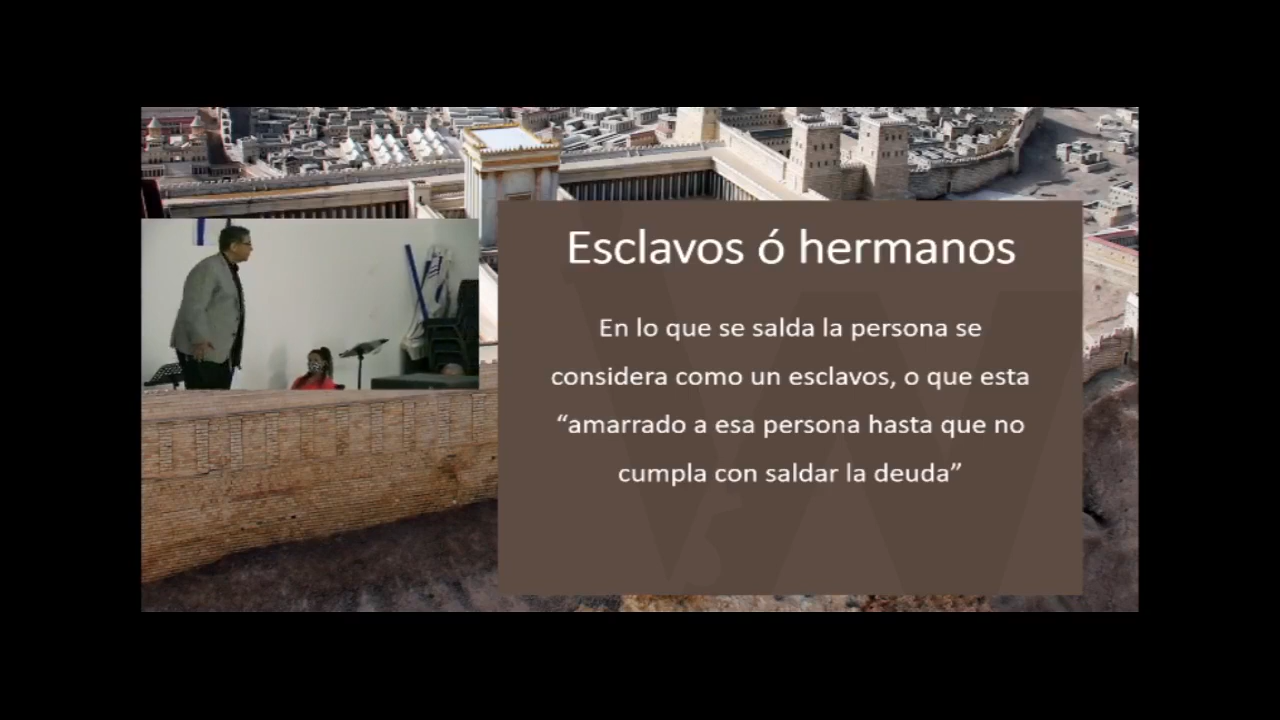 Esclavos ó hermanos
En lo que se salda la persona se
considera como un esclavos, o que esta
“amarrado a esa persona hasta que no
cumpla con saldar la deuda”